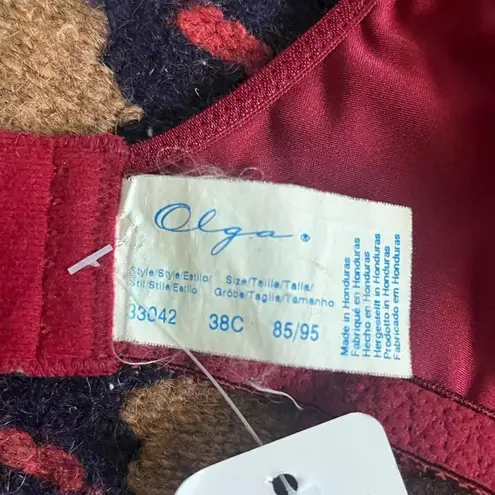 Olga®
Style/Style/Estilo/
Stil/Stile/Estilo
33042
Size/Taille/Talla/
Größe/Taglia/Tamanho
38C 85/95
Made in Honduras
Fabriqué en Honduras
Hecho en Honduras
Hergestellt in Honduras
Prodotto in Honduras
Fabricado em Honduras